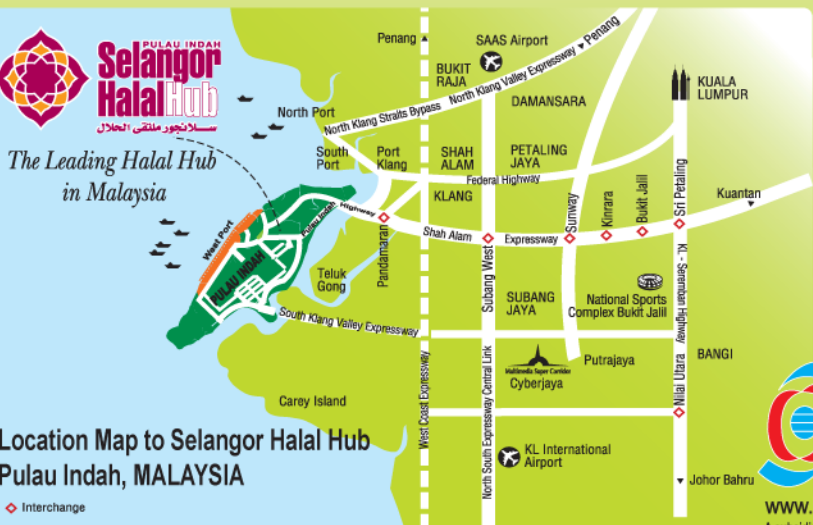 PULAU INDAH
Selangor
HalalHub
سلانجور ملتقى الحلال
The Leading Halal Hub
in Malaysia
Penang
SAAS Airport
Penang
BUKIT
RAJA
North Klang Straits Bypass
North Klang Valley Expressway
DAMANSARA
KUALA
LUMPUR
North Port
South
Port
Port
Klang
SHAH
ALAM
PETALING
JAYA
Federal Highway
KLANG
Pulau Indah
Highway
Pandamaran
Shah Alam
Expressway
Subang West
Sunway
Kinrara
Bukit Jalil
Sri Petaling
Kuantan
West Port
PULAU INDAH
Teluk
Gong
South Klang Valley Expressway
SUBANG
JAYA
National Sports
Complex Bukit Jalil
KL - Seremban Highway
Multimedia Super Corridor
Cyberjaya
Putrajaya
BANGI
Nilai Utara
Carey Island
West Coast Expressway
North South Expressway Central Link
KL International
Airport
Johor Bahru
Location Map to Selangor Halal Hub
Pulau Indah, MALAYSIA
Interchange
www.